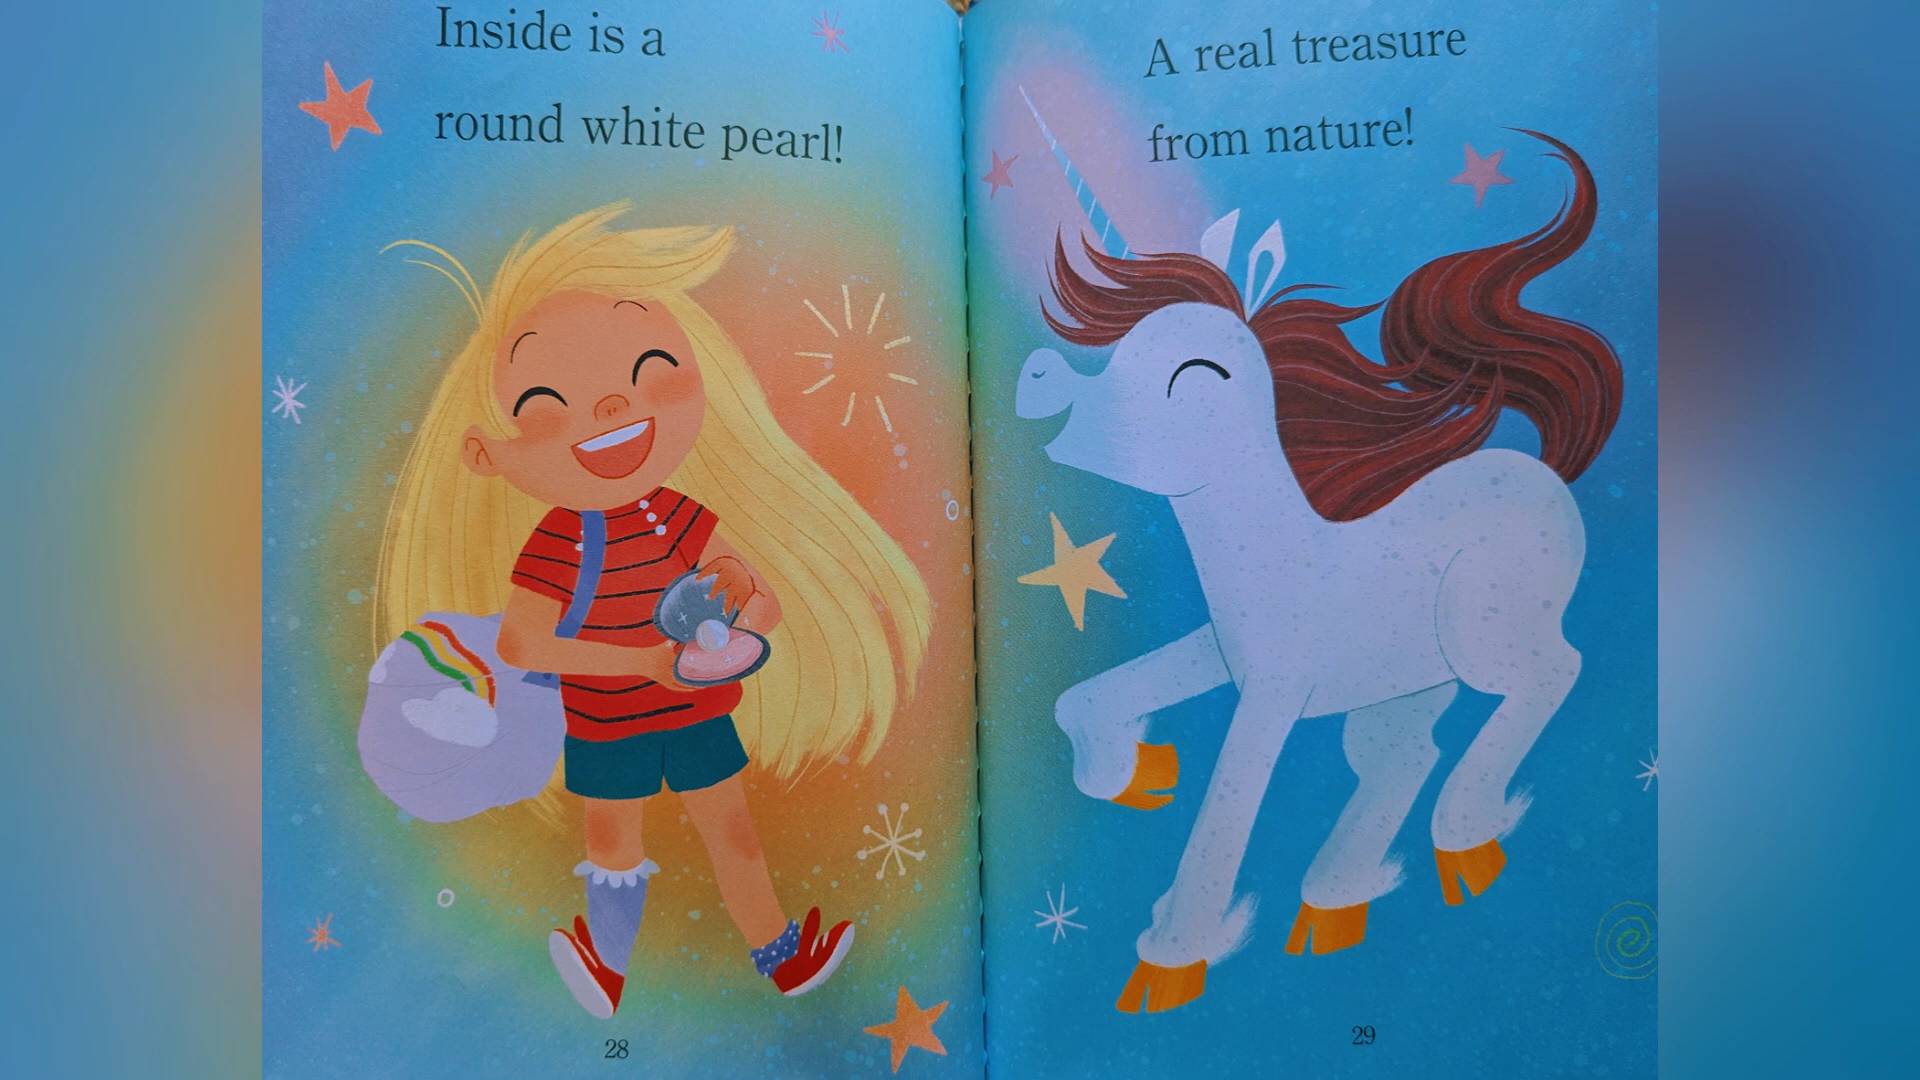 Inside is a
round white pearl!
28
A real treasure
from nature!
29